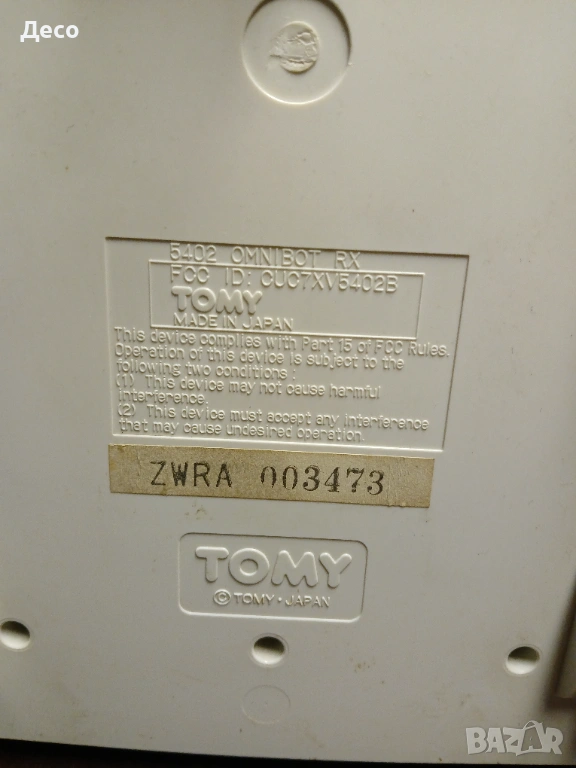 Деco
5402 OMNIBOT RX
FCC ID: CUC7XV5402B
TOMY
MADE IN JAPAN
This device complies with Part 15 of FCC Rules.
Operation of this device is subject to the
following two conditions :
(1) This device may not cause harmful
interference.
(2) This device must accept any interference
that may cause undesired operation.
ZWRA 003473
TOMY
©TOMY・JAPAN
BAZAR